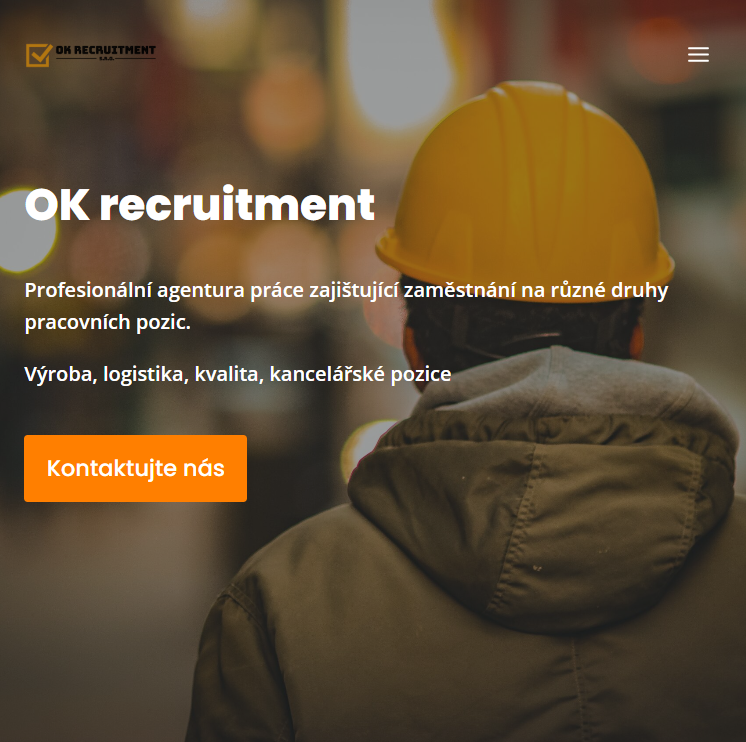 OK RECRUITMENT
s.r.o.
OK recruitment
Profesionální agentura práce zajištující zaměstnání na různé druhy
pracovních pozic.
Výroba, logistika, kvalita, kancelářské pozice
Kontaktujte nás